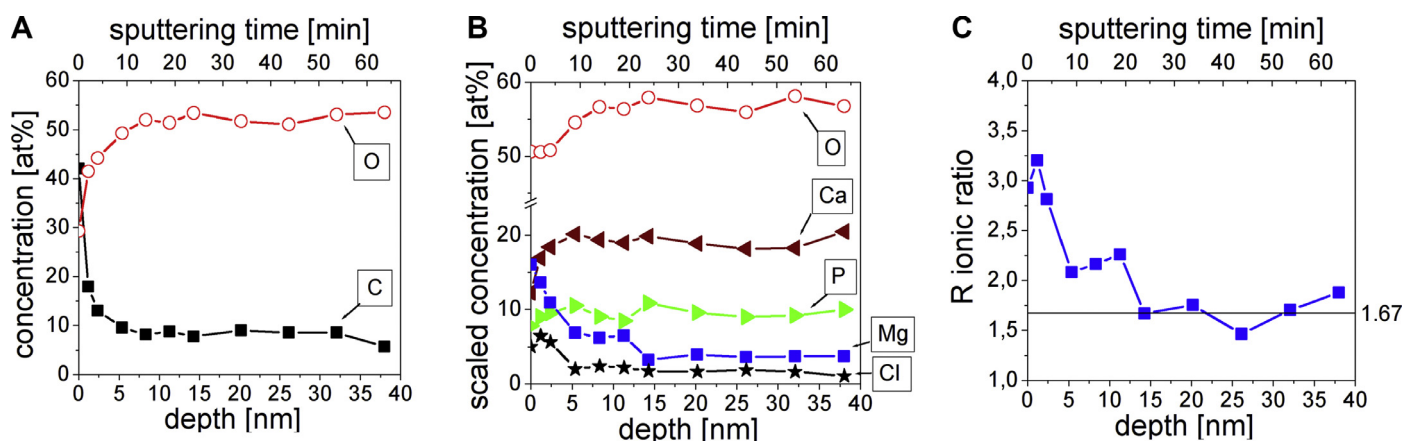 A
sputtering time [min]
0 10 20 30 40 50 60
60
50
40
30
20
10
0
concentration [at%]
O
C
0 5 10 15 20 25 30 35 40
depth [nm]
B
sputtering time [min]
0 10 20 30 40 50 60
60
50
20
10
0
scaled concentration [at%]
O
Ca
P
Mg
Cl
0 5 10 15 20 25 30 35 40
depth [nm]
C
sputtering time [min]
0 10 20 30 40 50 60
4,0
3,5
3,0
2,5
2,0
1,5
1,0
R ionic ratio
1.67
0 5 10 15 20 25 30 35 40
depth [nm]